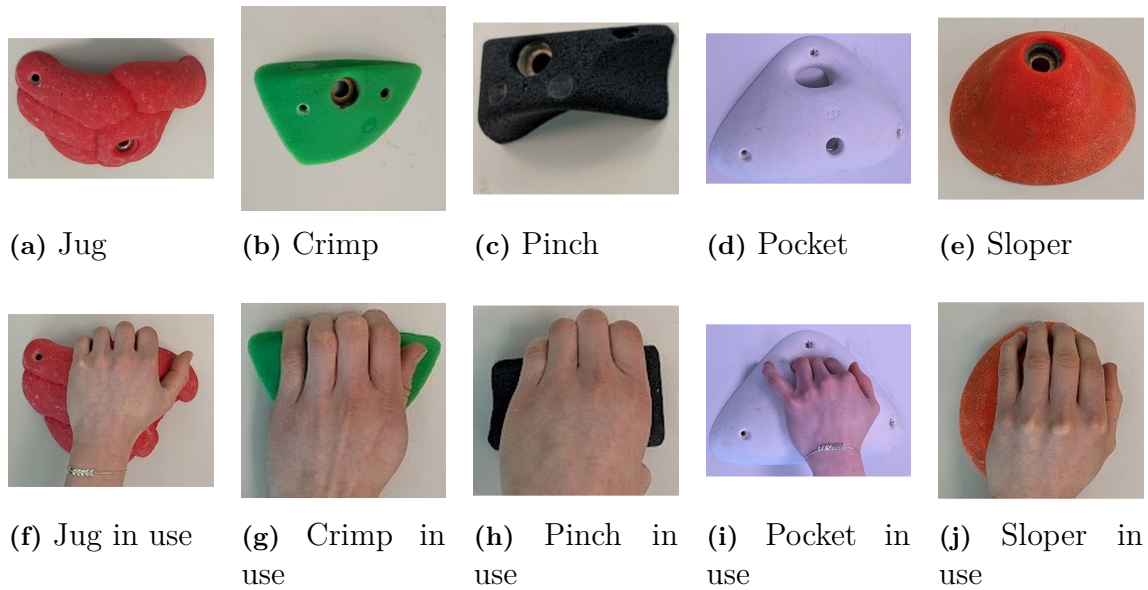 (a) Jug
(b) Crimp
(c) Pinch
(d) Pocket
(e) Sloper
(f) Jug in use
(g) Crimp in
use
(h) Pinch in
use
(i) Pocket in
use
(j) Sloper in
use